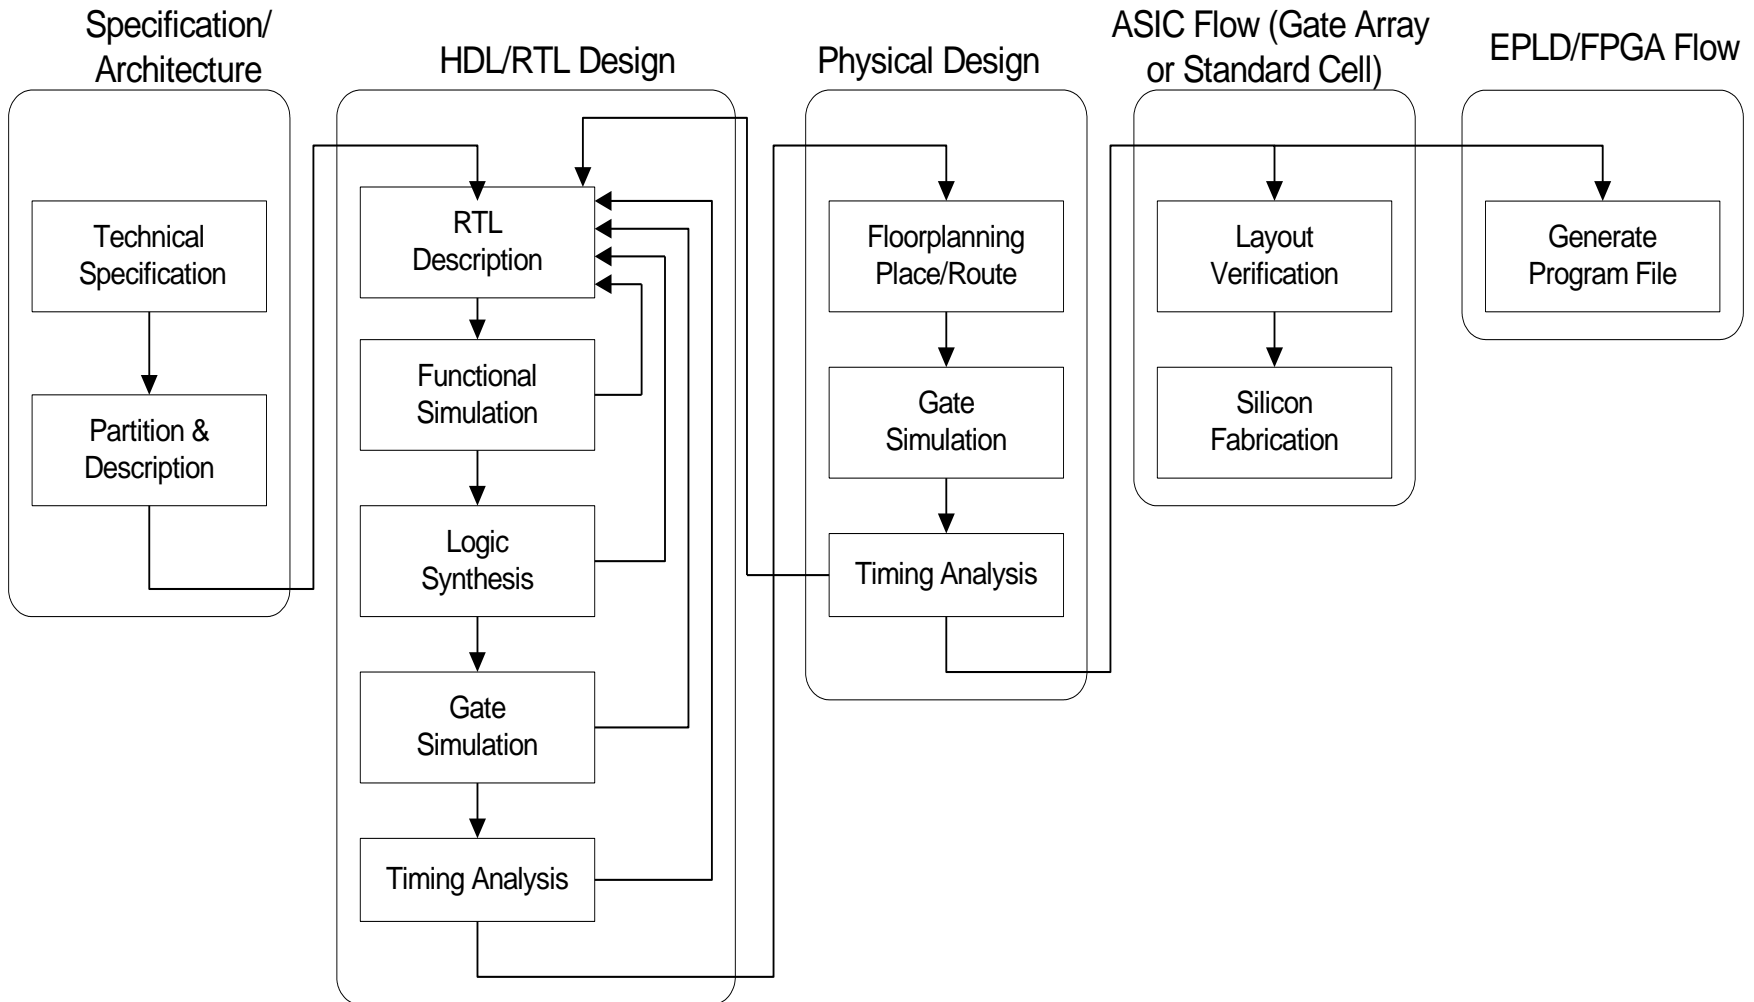 Specification/
Architecture
HDL/RTL Design
Physical Design
ASIC Flow (Gate Array
or Standard Cell)
EPLD/FPGA Flow
Technical
Specification
Partition &
Description
RTL
Description
Functional
Simulation
Logic
Synthesis
Gate
Simulation
Timing Analysis
Floorplanning
Place/Route
Gate
Simulation
Timing Analysis
Layout
Verification
Silicon
Fabrication
Generate
Program File